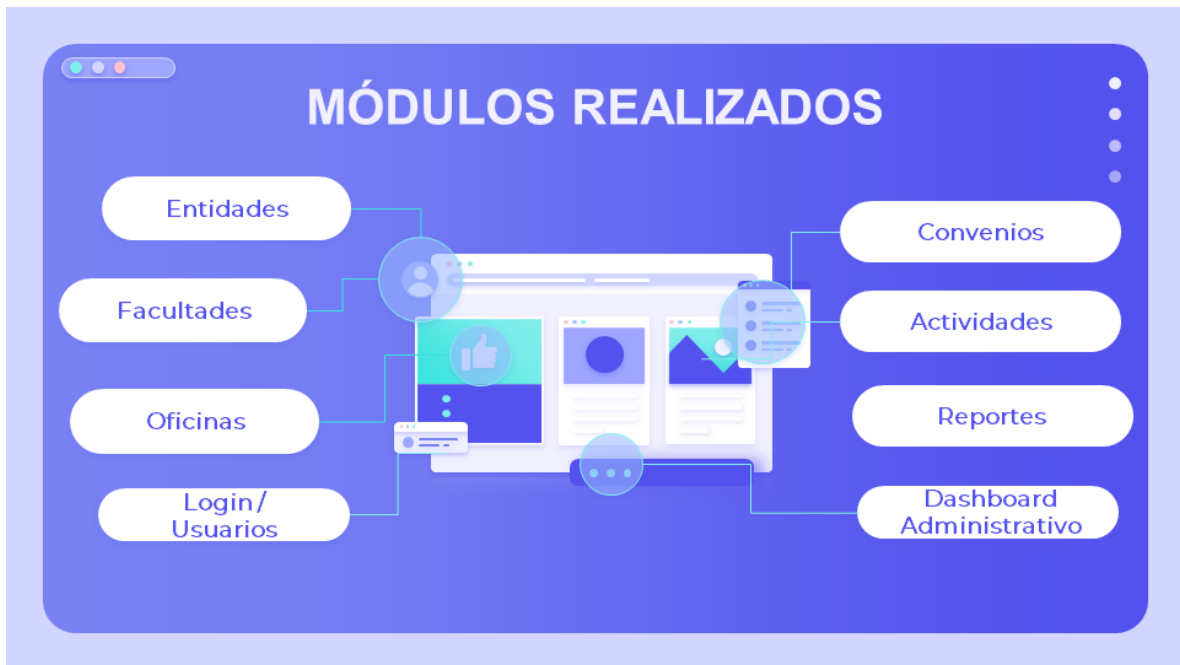 MÓDULOS REALIZADOS
Entidades
Facultades
Oficinas
Login/
Usuarios
Convenios
Actividades
Reportes
Dashboard
Administrativo